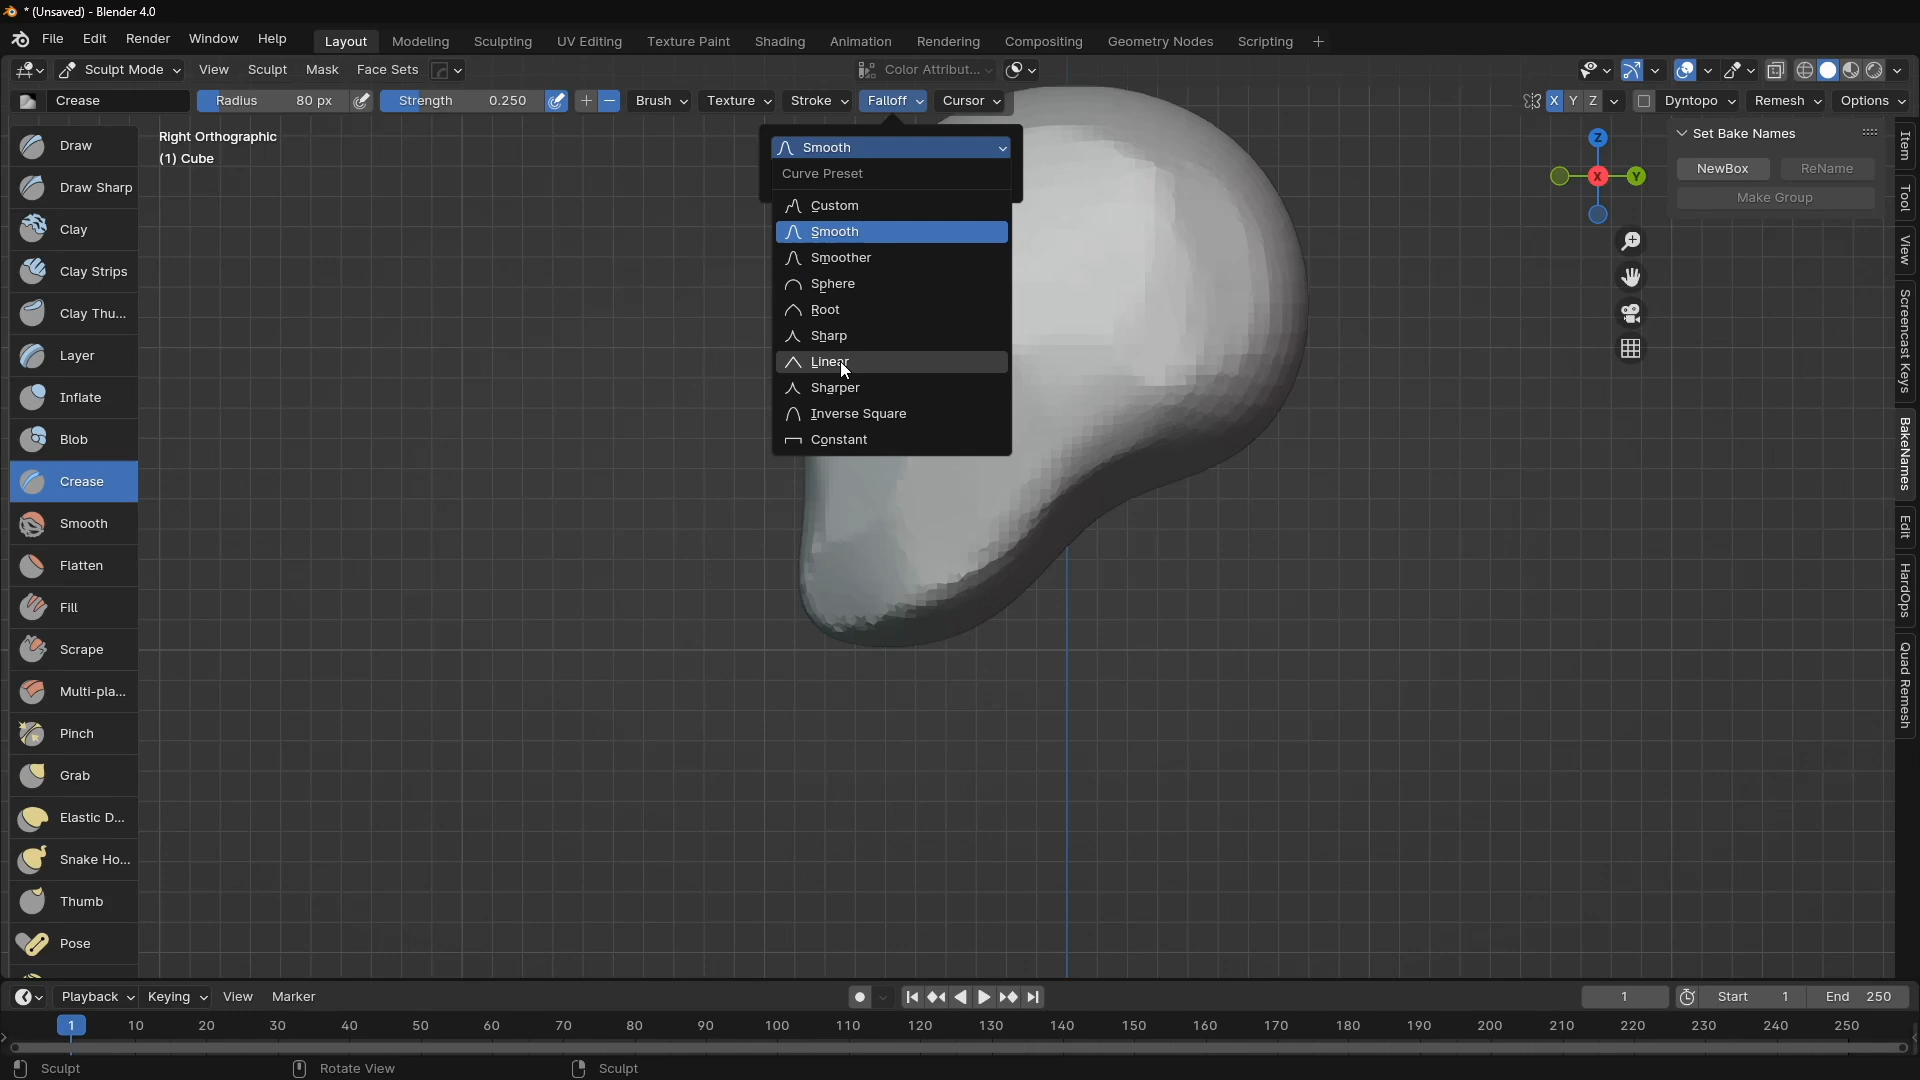 * (Unsaved) - Blender 4.0
File Edit Render Window Help Layout Modeling Sculpting UV Editing Texture Paint Shading Animation Rendering Compositing Geometry Nodes Scripting +
Sculpt Mode View Sculpt Mask Face Sets Color Attribut...
Crease Radius 80 px Strength 0.250 + − Brush Texture Stroke Falloff Cursor X Y Z Dyntopo Remesh Options
Right Orthographic
(1) Cube
Draw
Draw Sharp
Clay
Clay Strips
Clay Thu...
Layer
Inflate
Blob
Crease
Smooth
Flatten
Fill
Scrape
Multi-pla...
Pinch
Grab
Elastic D...
Snake Ho...
Thumb
Pose
Smooth
Curve Preset
Custom
Smooth
Smoother
Sphere
Root
Sharp
Linear
Sharper
Inverse Square
Constant
Z
X
Y
Set Bake Names
NewBox ReName
Make Group
Item
Tool
View
Screencast Keys
BakeNames
Edit
HardOps
Quad Remesh
Playback Keying View Marker 1 Start 1 End 250
1 10 20 30 40 50 60 70 80 90 100 110 120 130 140 150 160 170 180 190 200 210 220 230 240 250
Sculpt Rotate View Sculpt